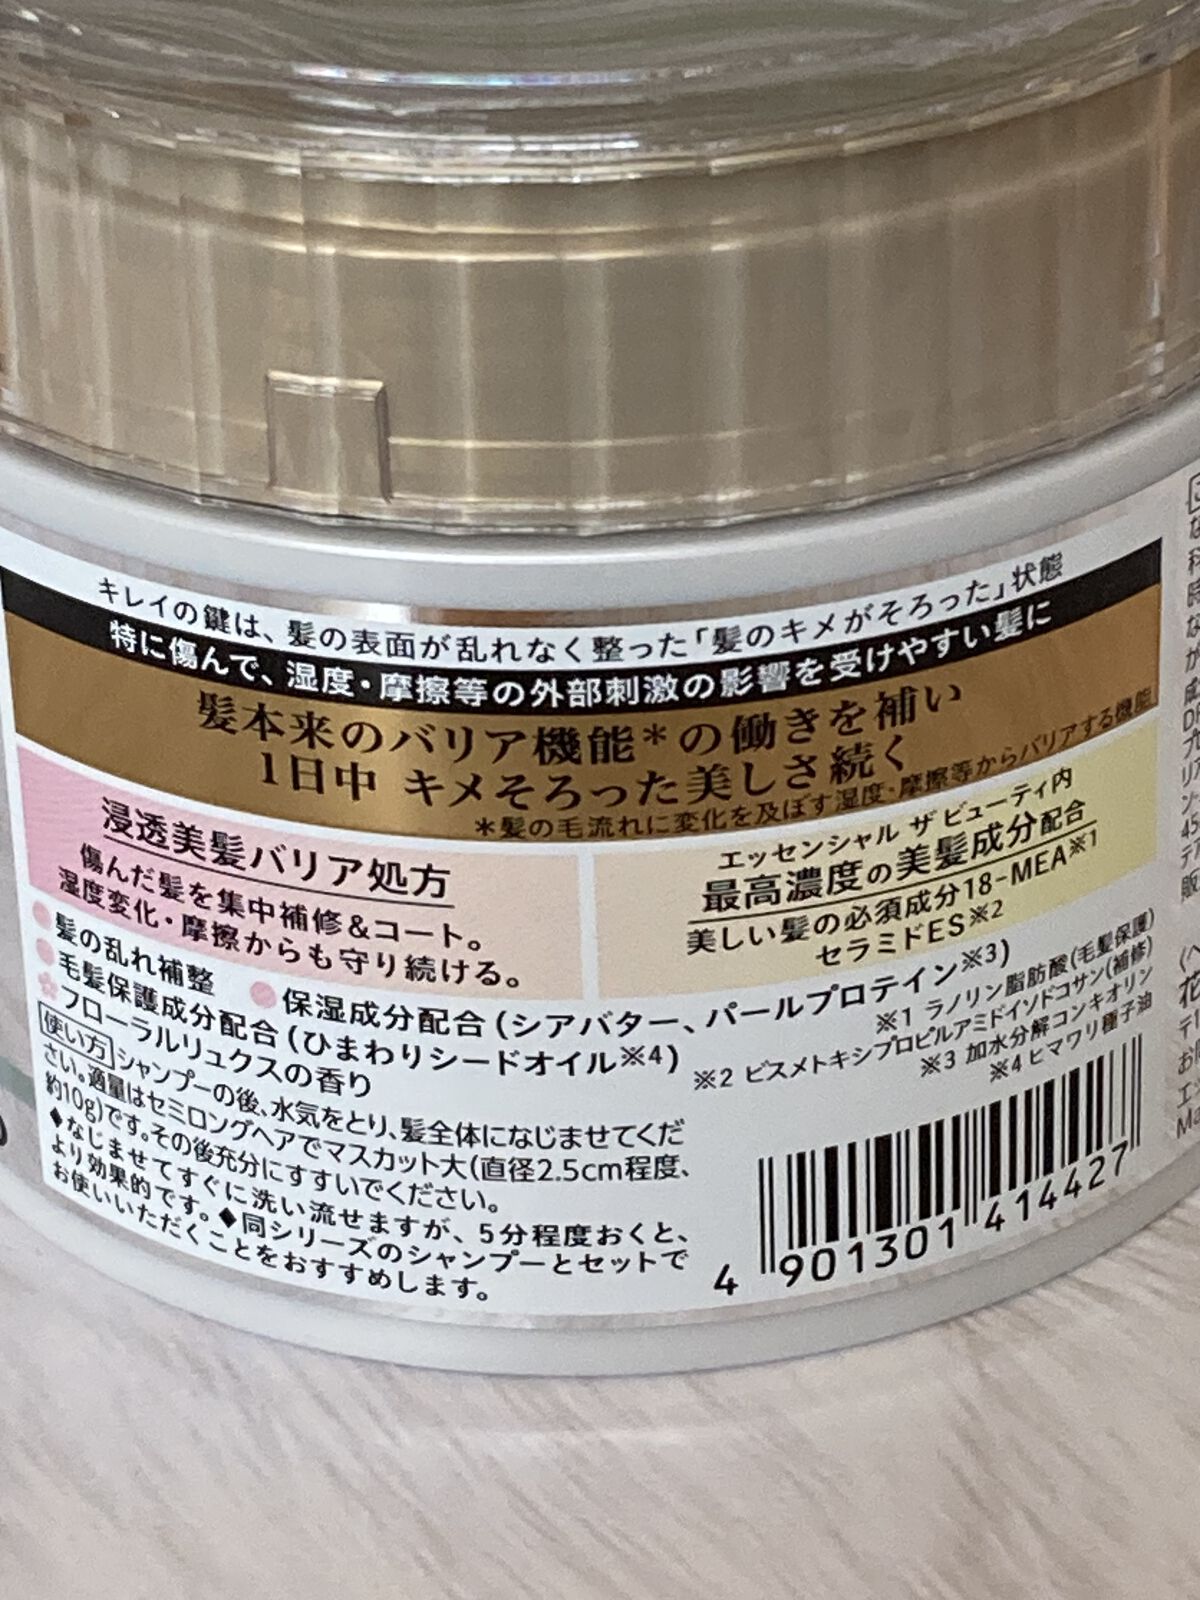 キレイの鍵は、髪の表面が乱れなく整った「髪のキメがそろった」状態
特に傷んで、湿度・摩擦等の外部刺激の影響を受けやすい髪に
髪本来のバリア機能＊の働きを補い
1日中 キメそろった美しさ続く
＊髪の毛流れに変化を及ぼす湿度・摩擦等からバリアする機能
浸透美髪バリア処方
傷んだ髪を集中補修&コート。
湿度変化・摩擦からも守り続ける。
エッセンシャル ザ ビューティ内
最高濃度の美髪成分配合
美しい髪の必須成分18-MEA※1
セラミドES※2
髪の乱れ補整
保湿成分配合(シアバター、パールプロテイン※3)
毛髪保護成分配合(ひまわりシードオイル※4)
フローラルリュクスの香り
※1 ラノリン脂肪酸(毛髪保護)
※2 ビスメトキシプロピルアミドイソドコサン(補修)
※3 加水分解コンキオリン
※4 ヒマワリ種子油
使い方 シャンプーの後、水気をとり、髪全体になじませてくだ
さい。適量はセミロングヘアでマスカット大(直径2.5cm程度、
約10g)です。その後充分にすすいでください。
◆なじませてすぐに洗い流せますが、5分程度おくと、
より効果的です。◆同シリーズのシャンプーとセットで
お使いいただくことをおすすめします。
4 901301 414427